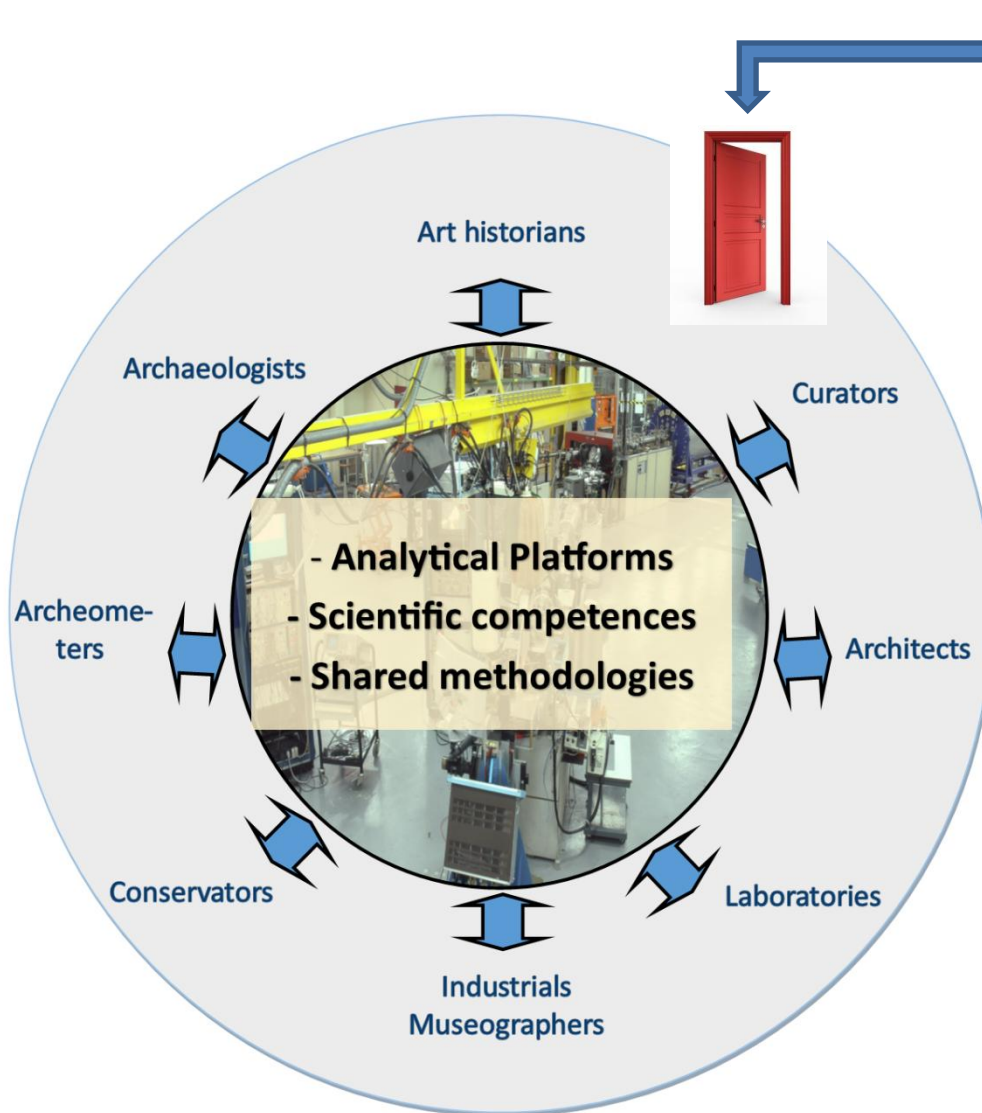 Art historians
Archaeologists
Curators
- Analytical Platforms
- Scientific competences
- Shared methodologies
Archeome-
ters
Architects
Conservators
Laboratories
Industrials
Museographers